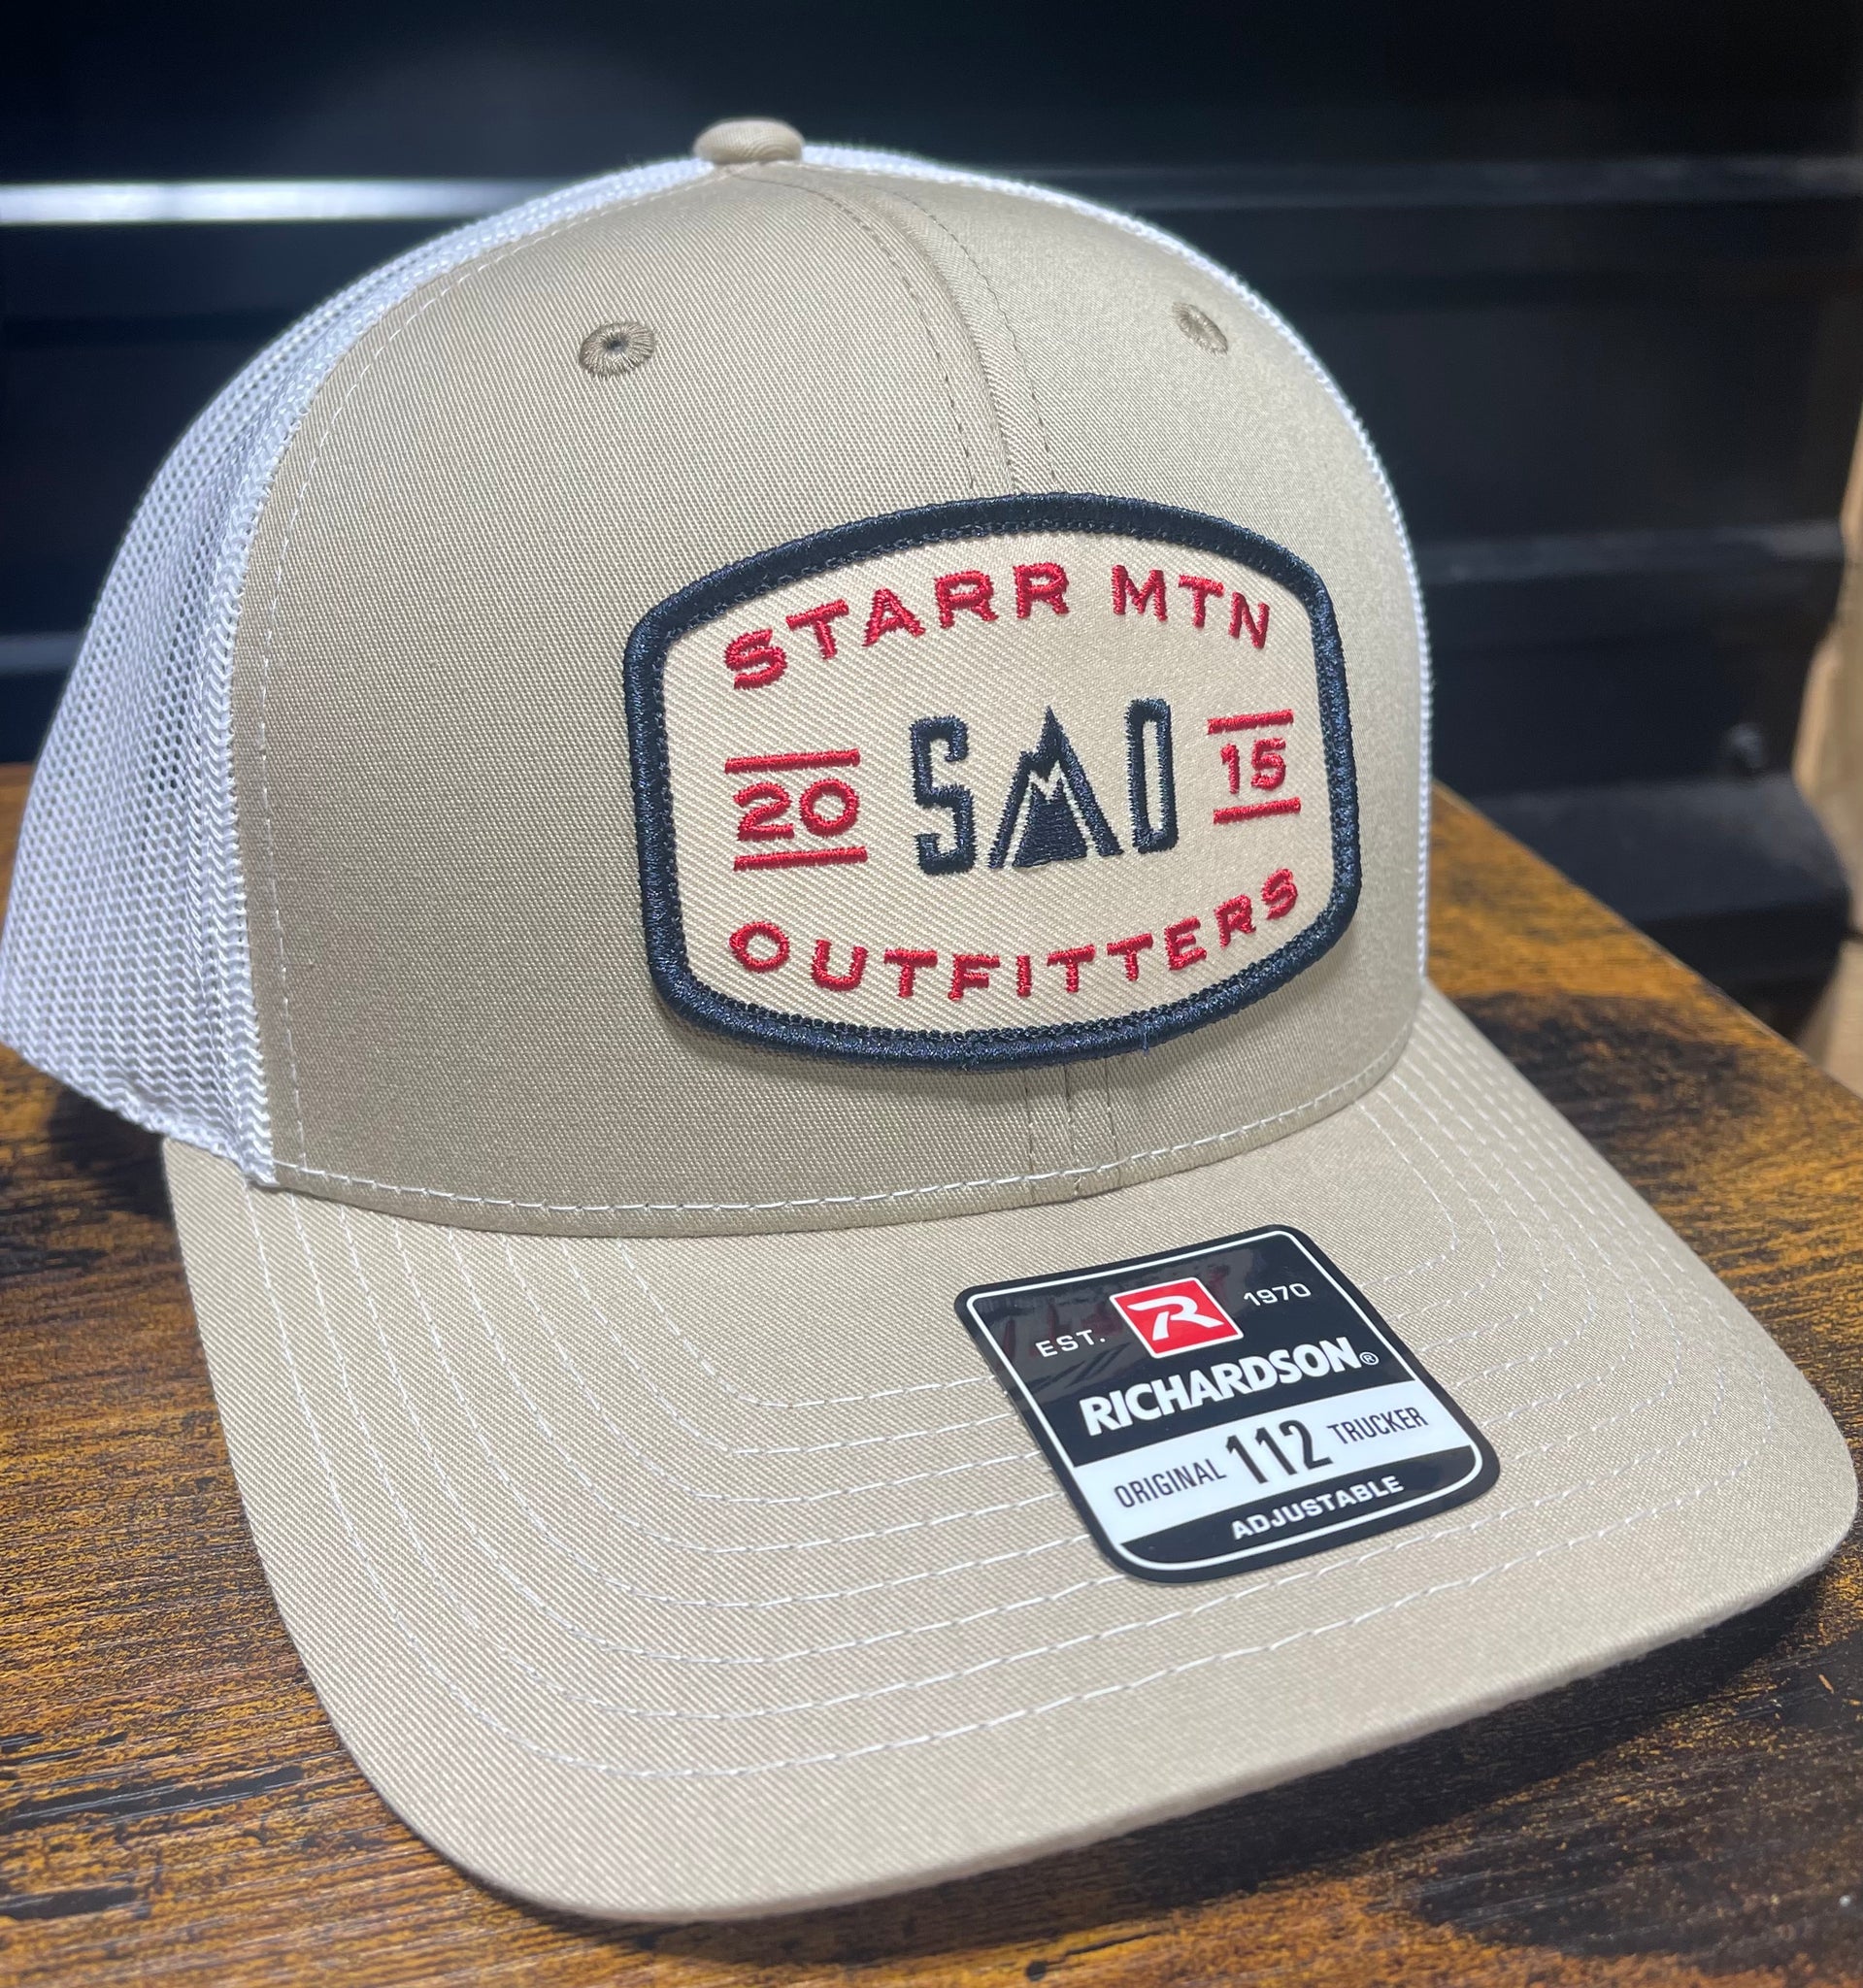 STARR MTN
20 SMO 15
OUTFITTERS
EST. R 1970
RICHARDSON®
ORIGINAL 112 TRUCKER
ADJUSTABLE